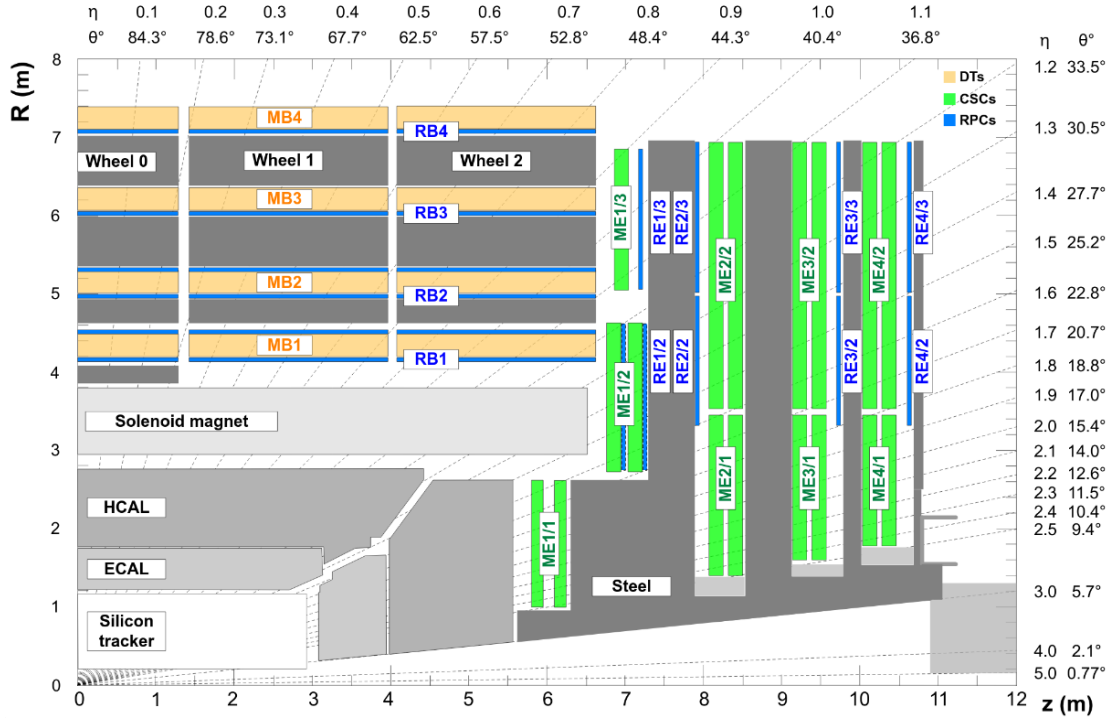 η 0.1 0.2 0.3 0.4 0.5 0.6 0.7 0.8 0.9 1.0 1.1
θ° 84.3° 78.6° 73.1° 67.7° 62.5° 57.5° 52.8° 48.4° 44.3° 40.4° 36.8° η θ°
R (m)
8
7
6
5
4
3
2
1
0
1.2 33.5°
1.3 30.5°
1.4 27.7°
1.5 25.2°
1.6 22.8°
1.7 20.7°
1.8 18.8°
1.9 17.0°
2.0 15.4°
2.1 14.0°
2.2 12.6°
2.3 11.5°
2.4 10.4°
2.5 9.4°
3.0 5.7°
4.0 2.1°
5.0 0.77°
DTs
CSCs
RPCs
MB4
RB4
Wheel 0 Wheel 1 Wheel 2
MB3
RB3
MB2
RB2
MB1
RB1
Solenoid magnet
HCAL
ECAL
Silicon
tracker
Steel
ME1/3
RE1/3
RE2/3
ME2/2
ME3/2
RE3/3
ME4/2
RE4/3
ME1/2
RE1/2
RE2/2
RE3/2
RE4/2
ME1/1
ME2/1
ME3/1
ME4/1
0 1 2 3 4 5 6 7 8 9 10 11 12
z (m)